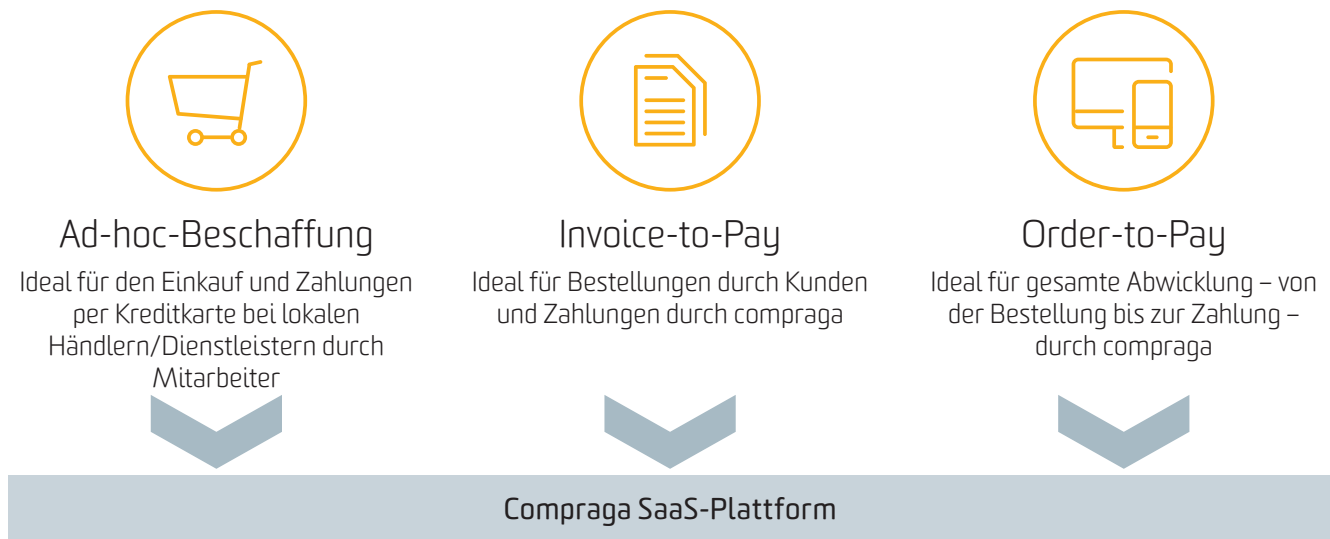 Ad-hoc-Beschaffung
Ideal für den Einkauf und Zahlungen
per Kreditkarte bei lokalen
Händlern/Dienstleistern durch
Mitarbeiter
Invoice-to-Pay
Ideal für Bestellungen durch Kunden
und Zahlungen durch compraga
Order-to-Pay
Ideal für gesamte Abwicklung – von
der Bestellung bis zur Zahlung –
durch compraga
Compraga SaaS-Plattform